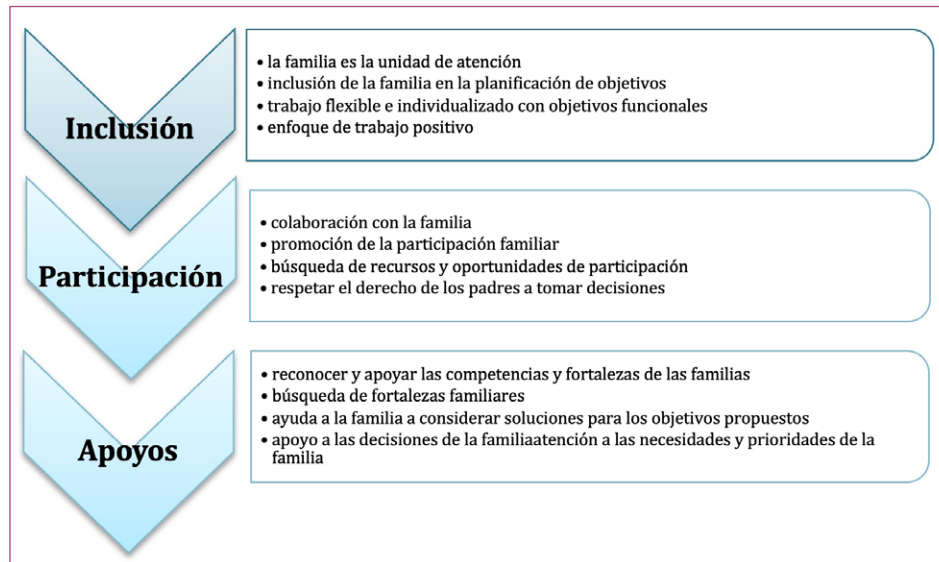 Inclusión
• la familia es la unidad de atención
• inclusión de la familia en la planificación de objetivos
• trabajo flexible e individualizado con objetivos funcionales
• enfoque de trabajo positivo
Participación
• colaboración con la familia
• promoción de la participación familiar
• búsqueda de recursos y oportunidades de participación
• respetar el derecho de los padres a tomar decisiones
Apoyos
• reconocer y apoyar las competencias y fortalezas de las familias
• búsqueda de fortalezas familiares
• ayuda a la familia a considerar soluciones para los objetivos propuestos
• apoyo a las decisiones de la familiaatención a las necesidades y prioridades de la
familia